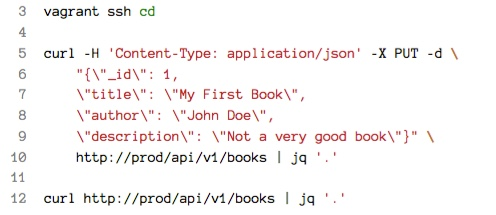 3 vagrant ssh cd
4
5 curl -H 'Content-Type: application/json' -X PUT -d \
6 "{\"_id\": 1,
7 \"title\": \"My First Book\",
8 \"author\": \"John Doe\",
9 \"description\": \"Not a very good book\"}" \
10 http://prod/api/v1/books | jq '.'
11
12 curl http://prod/api/v1/books | jq '.'